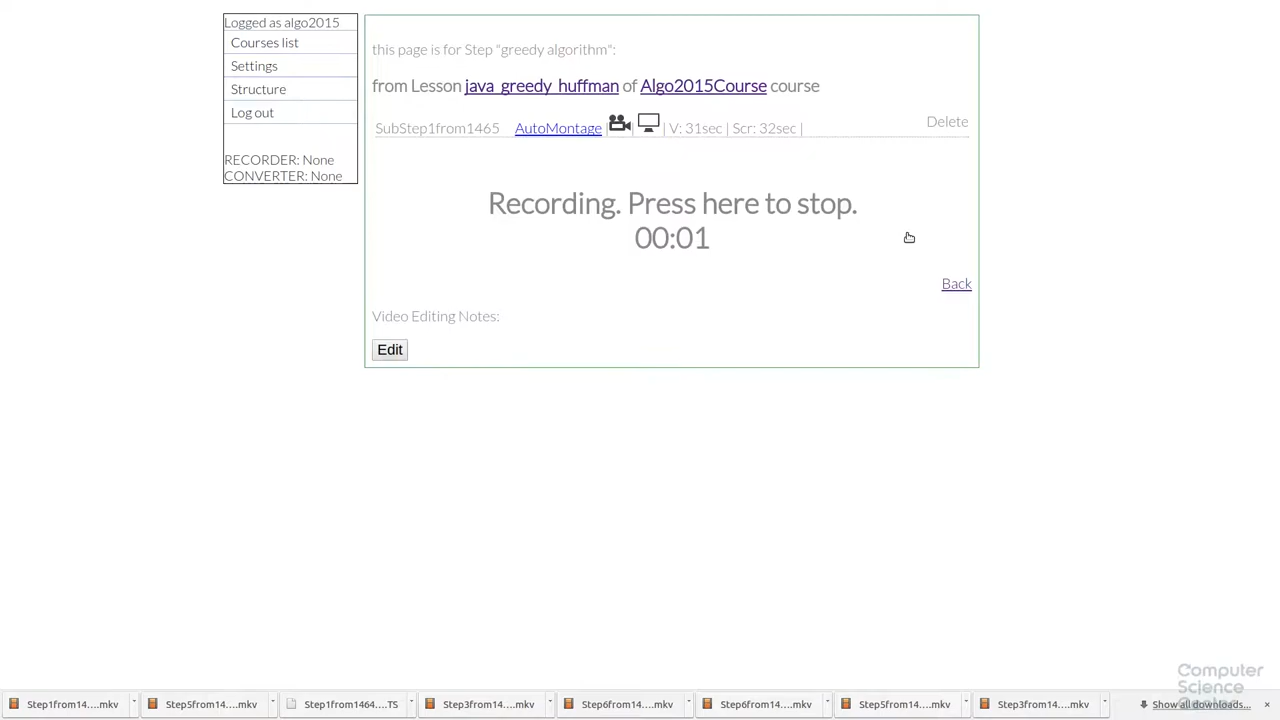 Logged as algo2015
Courses list
Settings
Structure
Log out
RECORDER: None
CONVERTER: None
this page is for Step "greedy algorithm":
from Lesson java_greedy_huffman of Algo2015Course course
SubStep1from1465 AutoMontage | | | V: 31sec | Scr: 32sec | Delete
Recording. Press here to stop.
00:01
Back
Video Editing Notes:
Edit
Computer
Science
Step1from14....mkv Step5from14....mkv Step1from1464....TS Step3from14....mkv Step6from14....mkv Step6from14....mkv Step5from14....mkv Step3from14....mkv Show all downloads...